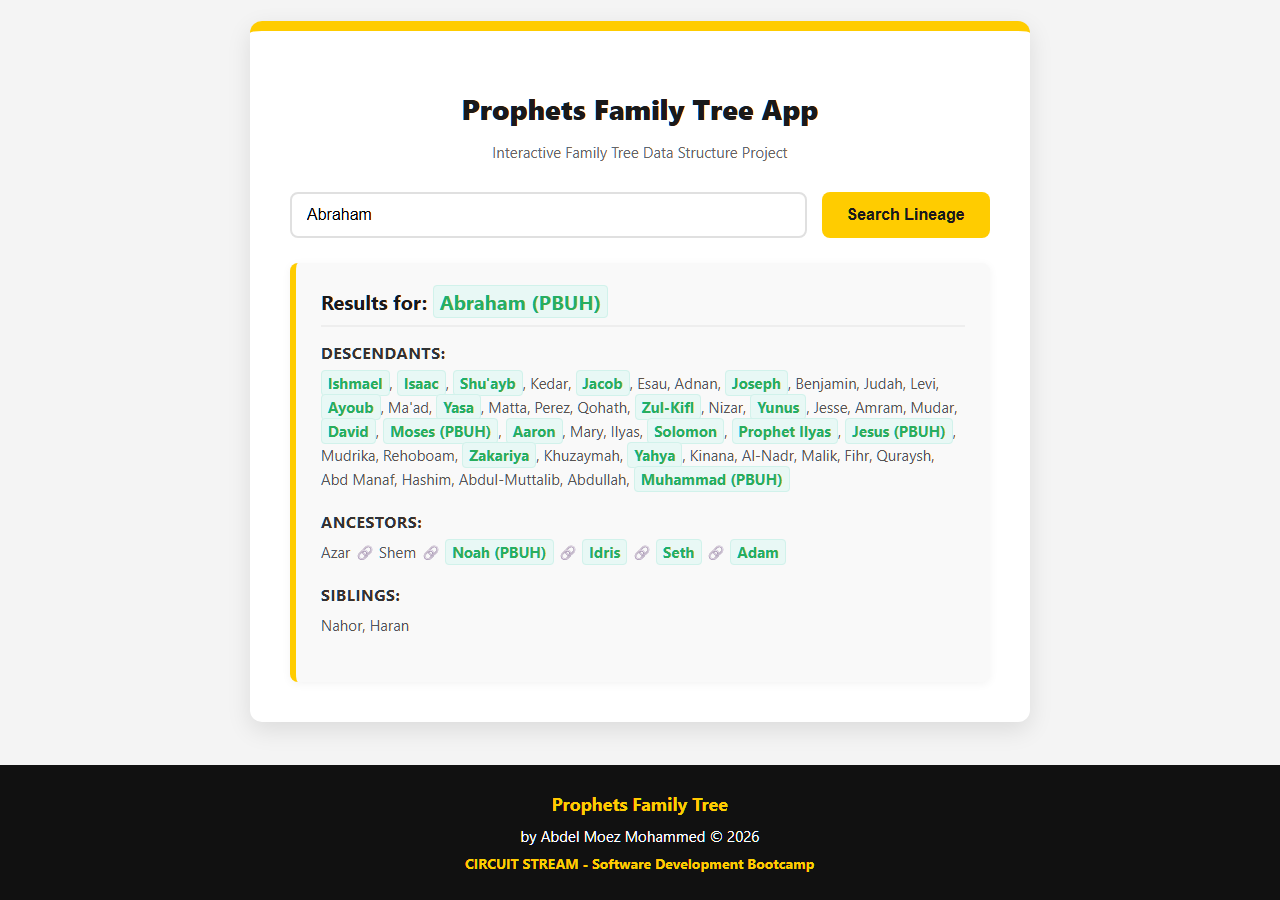 Prophets Family Tree App
Interactive Family Tree Data Structure Project
Abraham
Search Lineage
Results for: Abraham (PBUH)
DESCENDANTS:
Ishmael, Isaac, Shu'ayb, Kedar, Jacob, Esau, Adnan, Joseph, Benjamin, Judah, Levi,
Ayoub, Ma'ad, Yasa, Matta, Perez, Qohath, Zul-Kifl, Nizar, Yunus, Jesse, Amram, Mudar,
David, Moses (PBUH), Aaron, Mary, Ilyas, Solomon, Prophet Ilyas, Jesus (PBUH),
Mudrika, Rehoboam, Zakariya, Khuzaymah, Yahya, Kinana, Al-Nadr, Malik, Fihr, Quraysh,
Abd Manaf, Hashim, Abdul-Muttalib, Abdullah, Muhammad (PBUH)
ANCESTORS:
Azar 🔗 Shem 🔗 Noah (PBUH) 🔗 Idris 🔗 Seth 🔗 Adam
SIBLINGS:
Nahor, Haran
Prophets Family Tree
by Abdel Moez Mohammed © 2026
CIRCUIT STREAM - Software Development Bootcamp